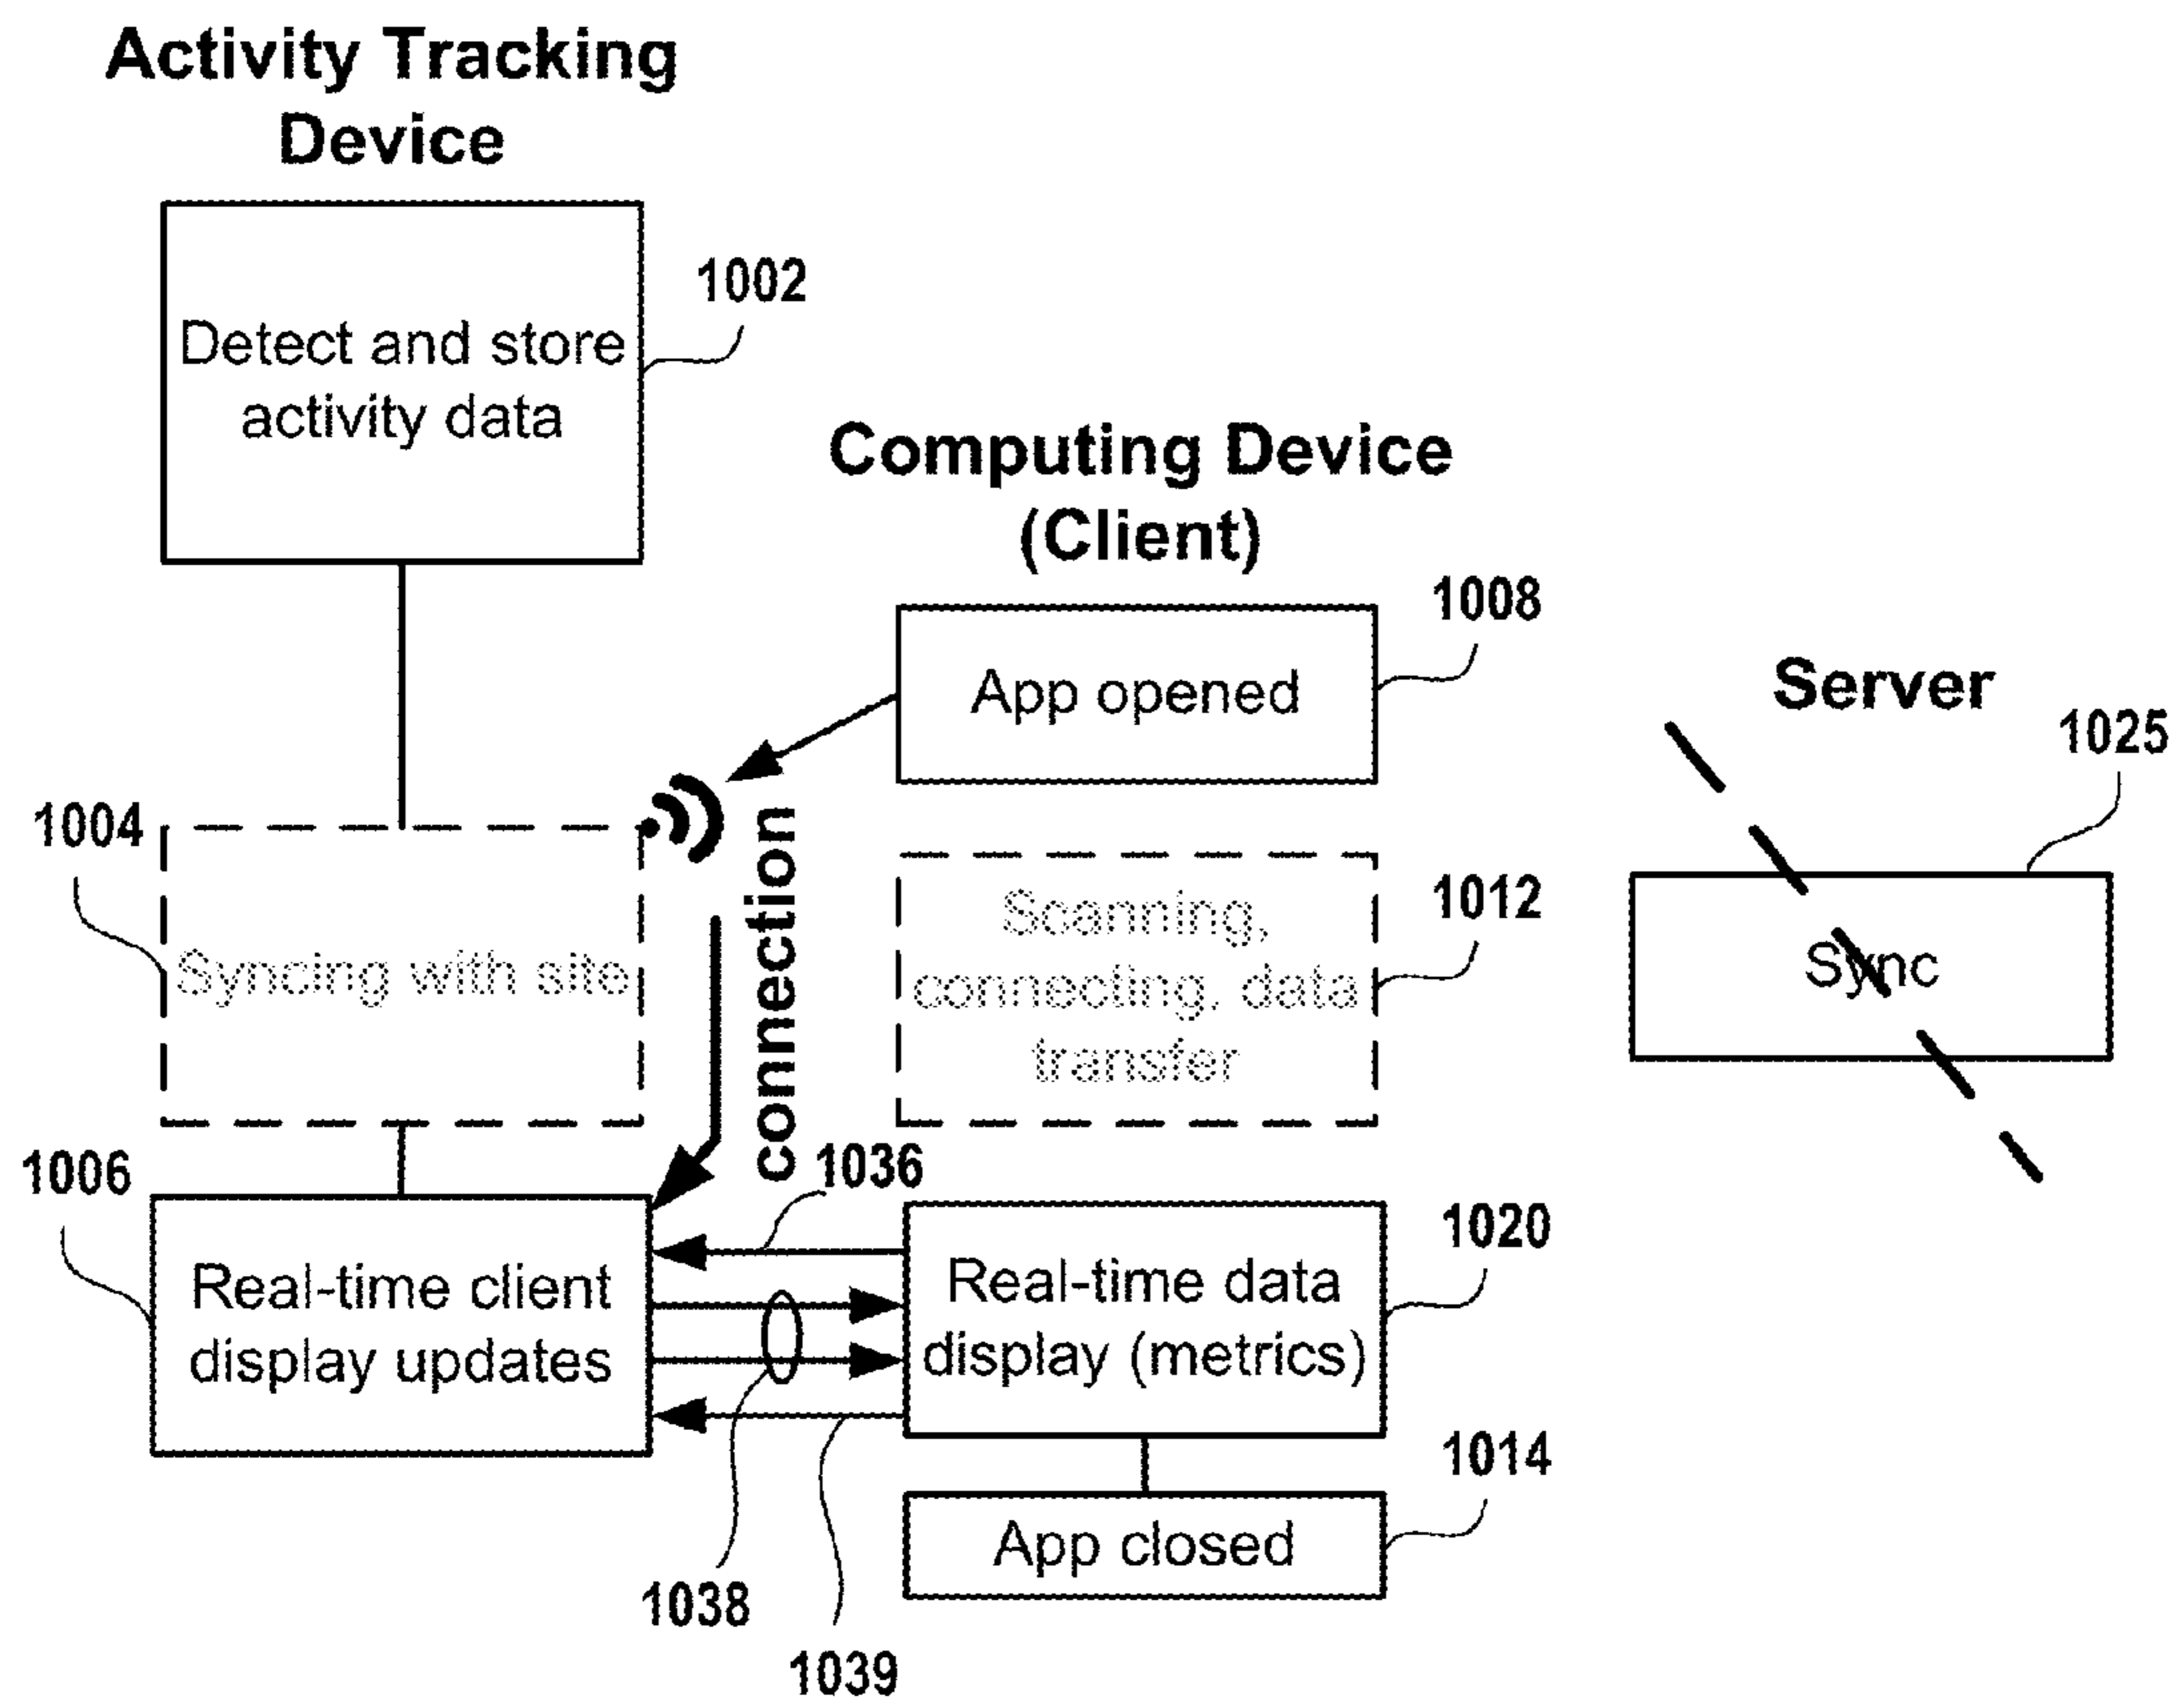 Activity Tracking
Device
1002
Detect and store
activity data
Computing Device
(Client)
1008
App opened
Server
1025
1004
connection
1012
Scanning,
connecting, data
transfer
Syncing with site
Sync
1006
1036
1020
Real-time client
display updates
Real-time data
display (metrics)
1014
App closed
1038
1039